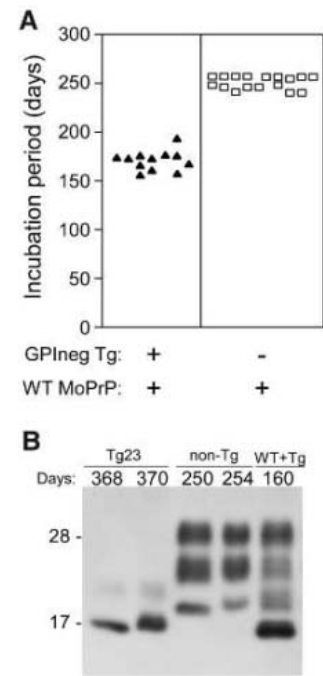 A
300
250
200
150
100
50
0
Incubation period (days)
GPIneg Tg: + -
WT MoPrP: + +
B
Tg23 non-Tg WT+Tg
Days: 368 370 250 254 160
28 -
17 -